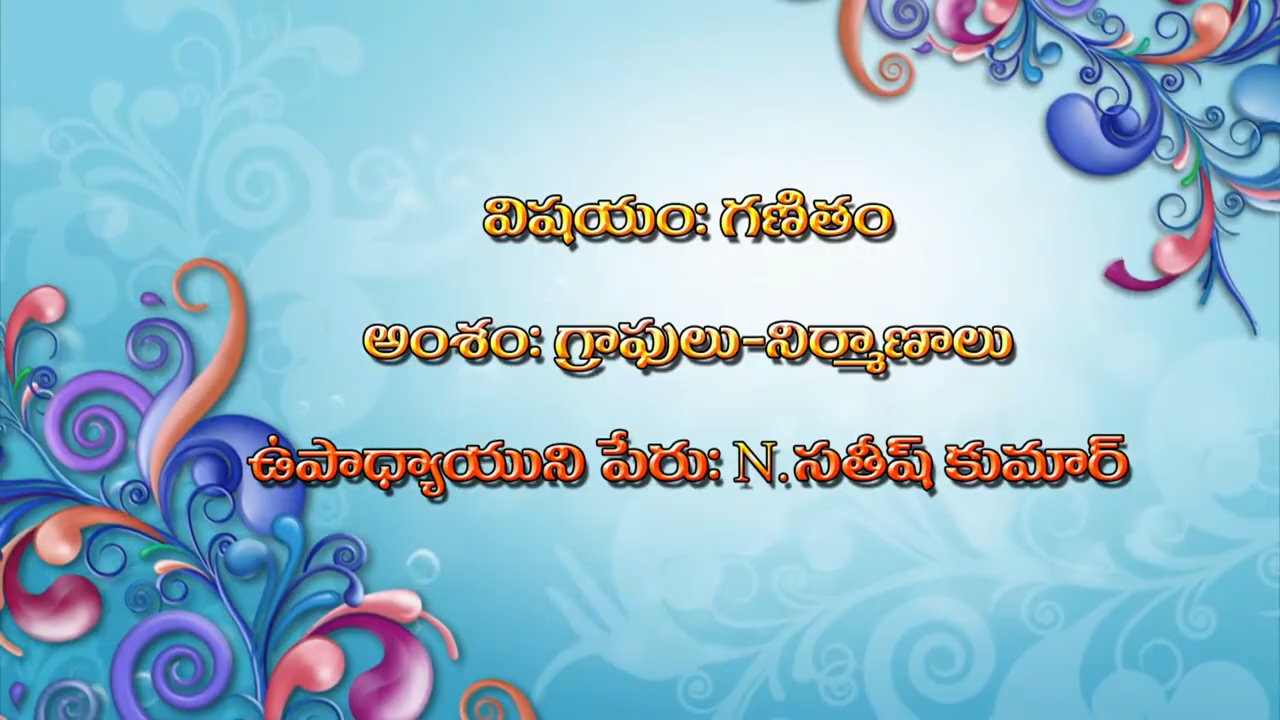 విషయం: గణితం
అంశం: గ్రాఫులు-నిర్మాణాలు
ఉపాధ్యాయుని పేరు: N.సతీష్ కుమార్